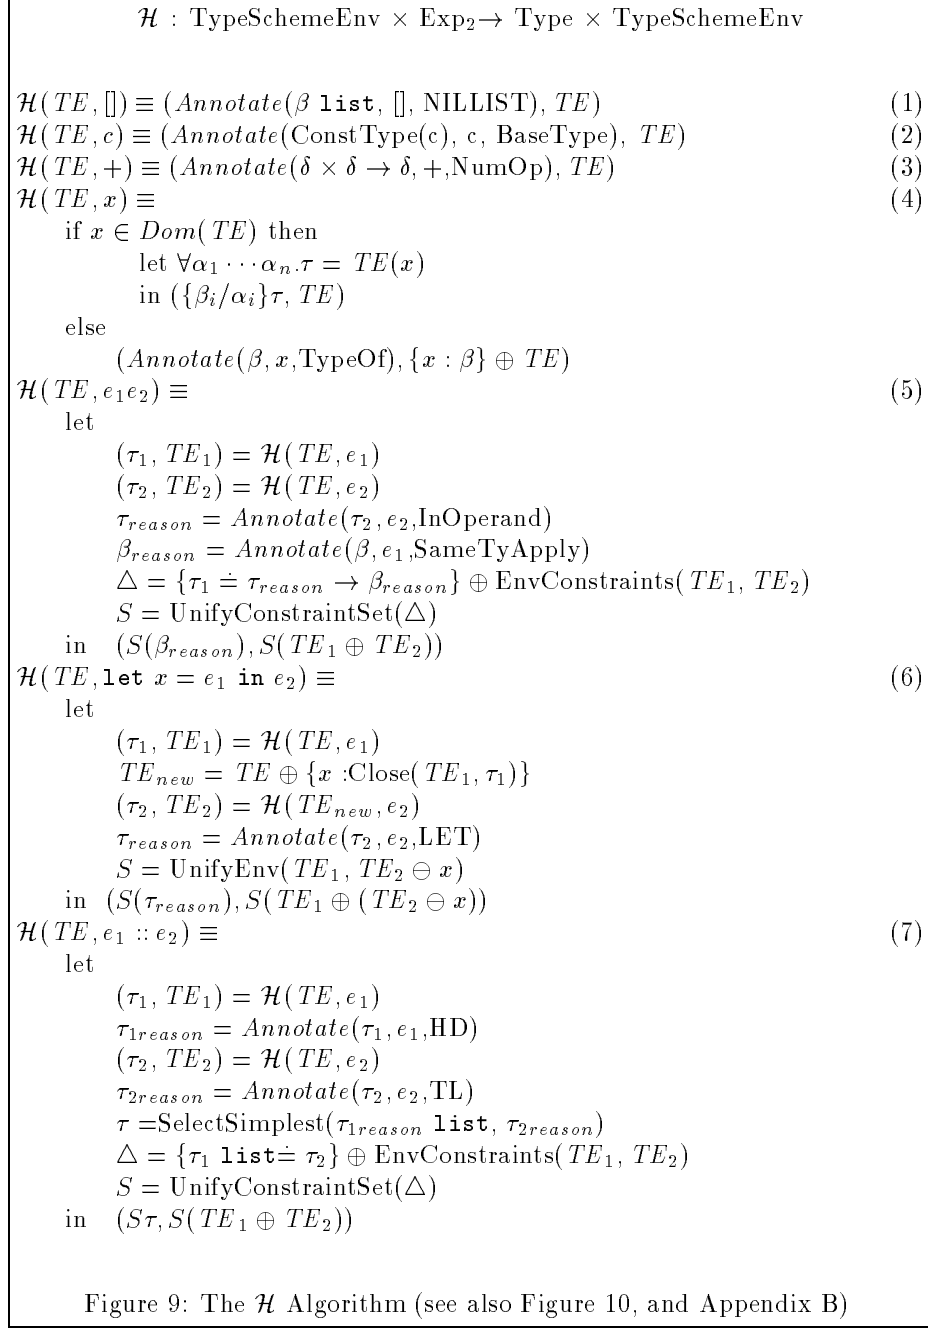 ℋ : TypeSchemeEnv × Exp₂→ Type × TypeSchemeEnv
ℋ(TE, []) ≡ (Annotate(β list, [], NILLIST), TE) (1)
ℋ(TE, c) ≡ (Annotate(ConstType(c), c, BaseType), TE) (2)
ℋ(TE, +) ≡ (Annotate(δ × δ → δ, +,NumOp), TE) (3)
ℋ(TE, x) ≡ (4)
if x ∈ Dom(TE) then
let ∀α₁ ⋯ αₙ.τ = TE(x)
in ({βᵢ/αᵢ}τ, TE)
else
(Annotate(β, x,TypeOf), {x : β} ⊕ TE)
ℋ(TE, e₁e₂) ≡ (5)
let
(τ₁, TE₁) = ℋ(TE, e₁)
(τ₂, TE₂) = ℋ(TE, e₂)
τ_reason = Annotate(τ₂, e₂,InOperand)
β_reason = Annotate(β, e₁,SameTyApply)
△ = {τ₁ ≐ τ_reason → β_reason} ⊕ EnvConstraints(TE₁, TE₂)
S = UnifyConstraintSet(△)
in (S(β_reason), S(TE₁ ⊕ TE₂))
ℋ(TE, let x = e₁ in e₂) ≡ (6)
let
(τ₁, TE₁) = ℋ(TE, e₁)
TE_new = TE ⊕ {x :Close(TE₁, τ₁)}
(τ₂, TE₂) = ℋ(TE_new, e₂)
τ_reason = Annotate(τ₂, e₂,LET)
S = UnifyEnv(TE₁, TE₂ ⊖ x)
in (S(τ_reason), S(TE₁ ⊕ (TE₂ ⊖ x))
ℋ(TE, e₁ :: e₂) ≡ (7)
let
(τ₁, TE₁) = ℋ(TE, e₁)
τ_1reason = Annotate(τ₁, e₁,HD)
(τ₂, TE₂) = ℋ(TE, e₂)
τ_2reason = Annotate(τ₂, e₂,TL)
τ =SelectSimplest(τ_1reason list, τ_2reason)
△ = {τ₁ list≐ τ₂} ⊕ EnvConstraints(TE₁, TE₂)
S = UnifyConstraintSet(△)
in (Sτ, S(TE₁ ⊕ TE₂))
Figure 9: The ℋ Algorithm (see also Figure 10, and Appendix B)